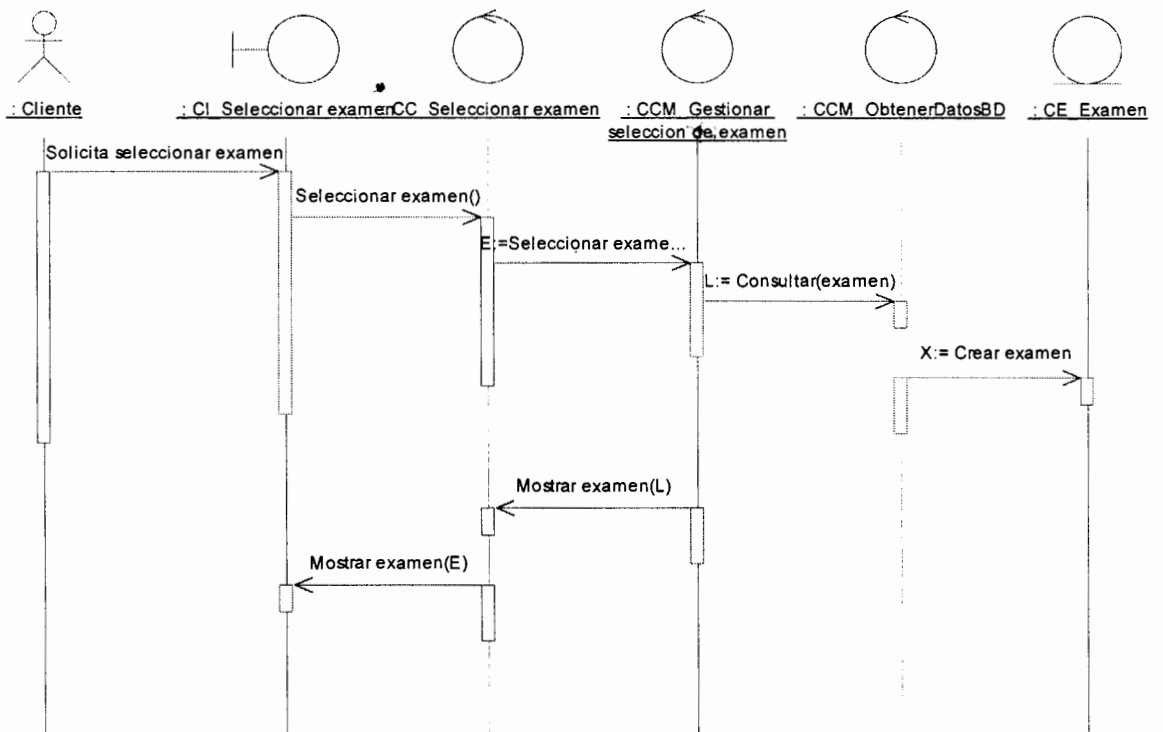 : Cliente
: CI_Seleccionar examen
: CC_Seleccionar examen
: CCM_Gestionar
seleccion de examen
: CCM_ObtenerDatosBD
: CE_Examen
Solicita seleccionar examen
Seleccionar examen()
E:=Seleccionar exame...
L:= Consultar(examen)
X:= Crear examen
Mostrar examen(L)
Mostrar examen(E)